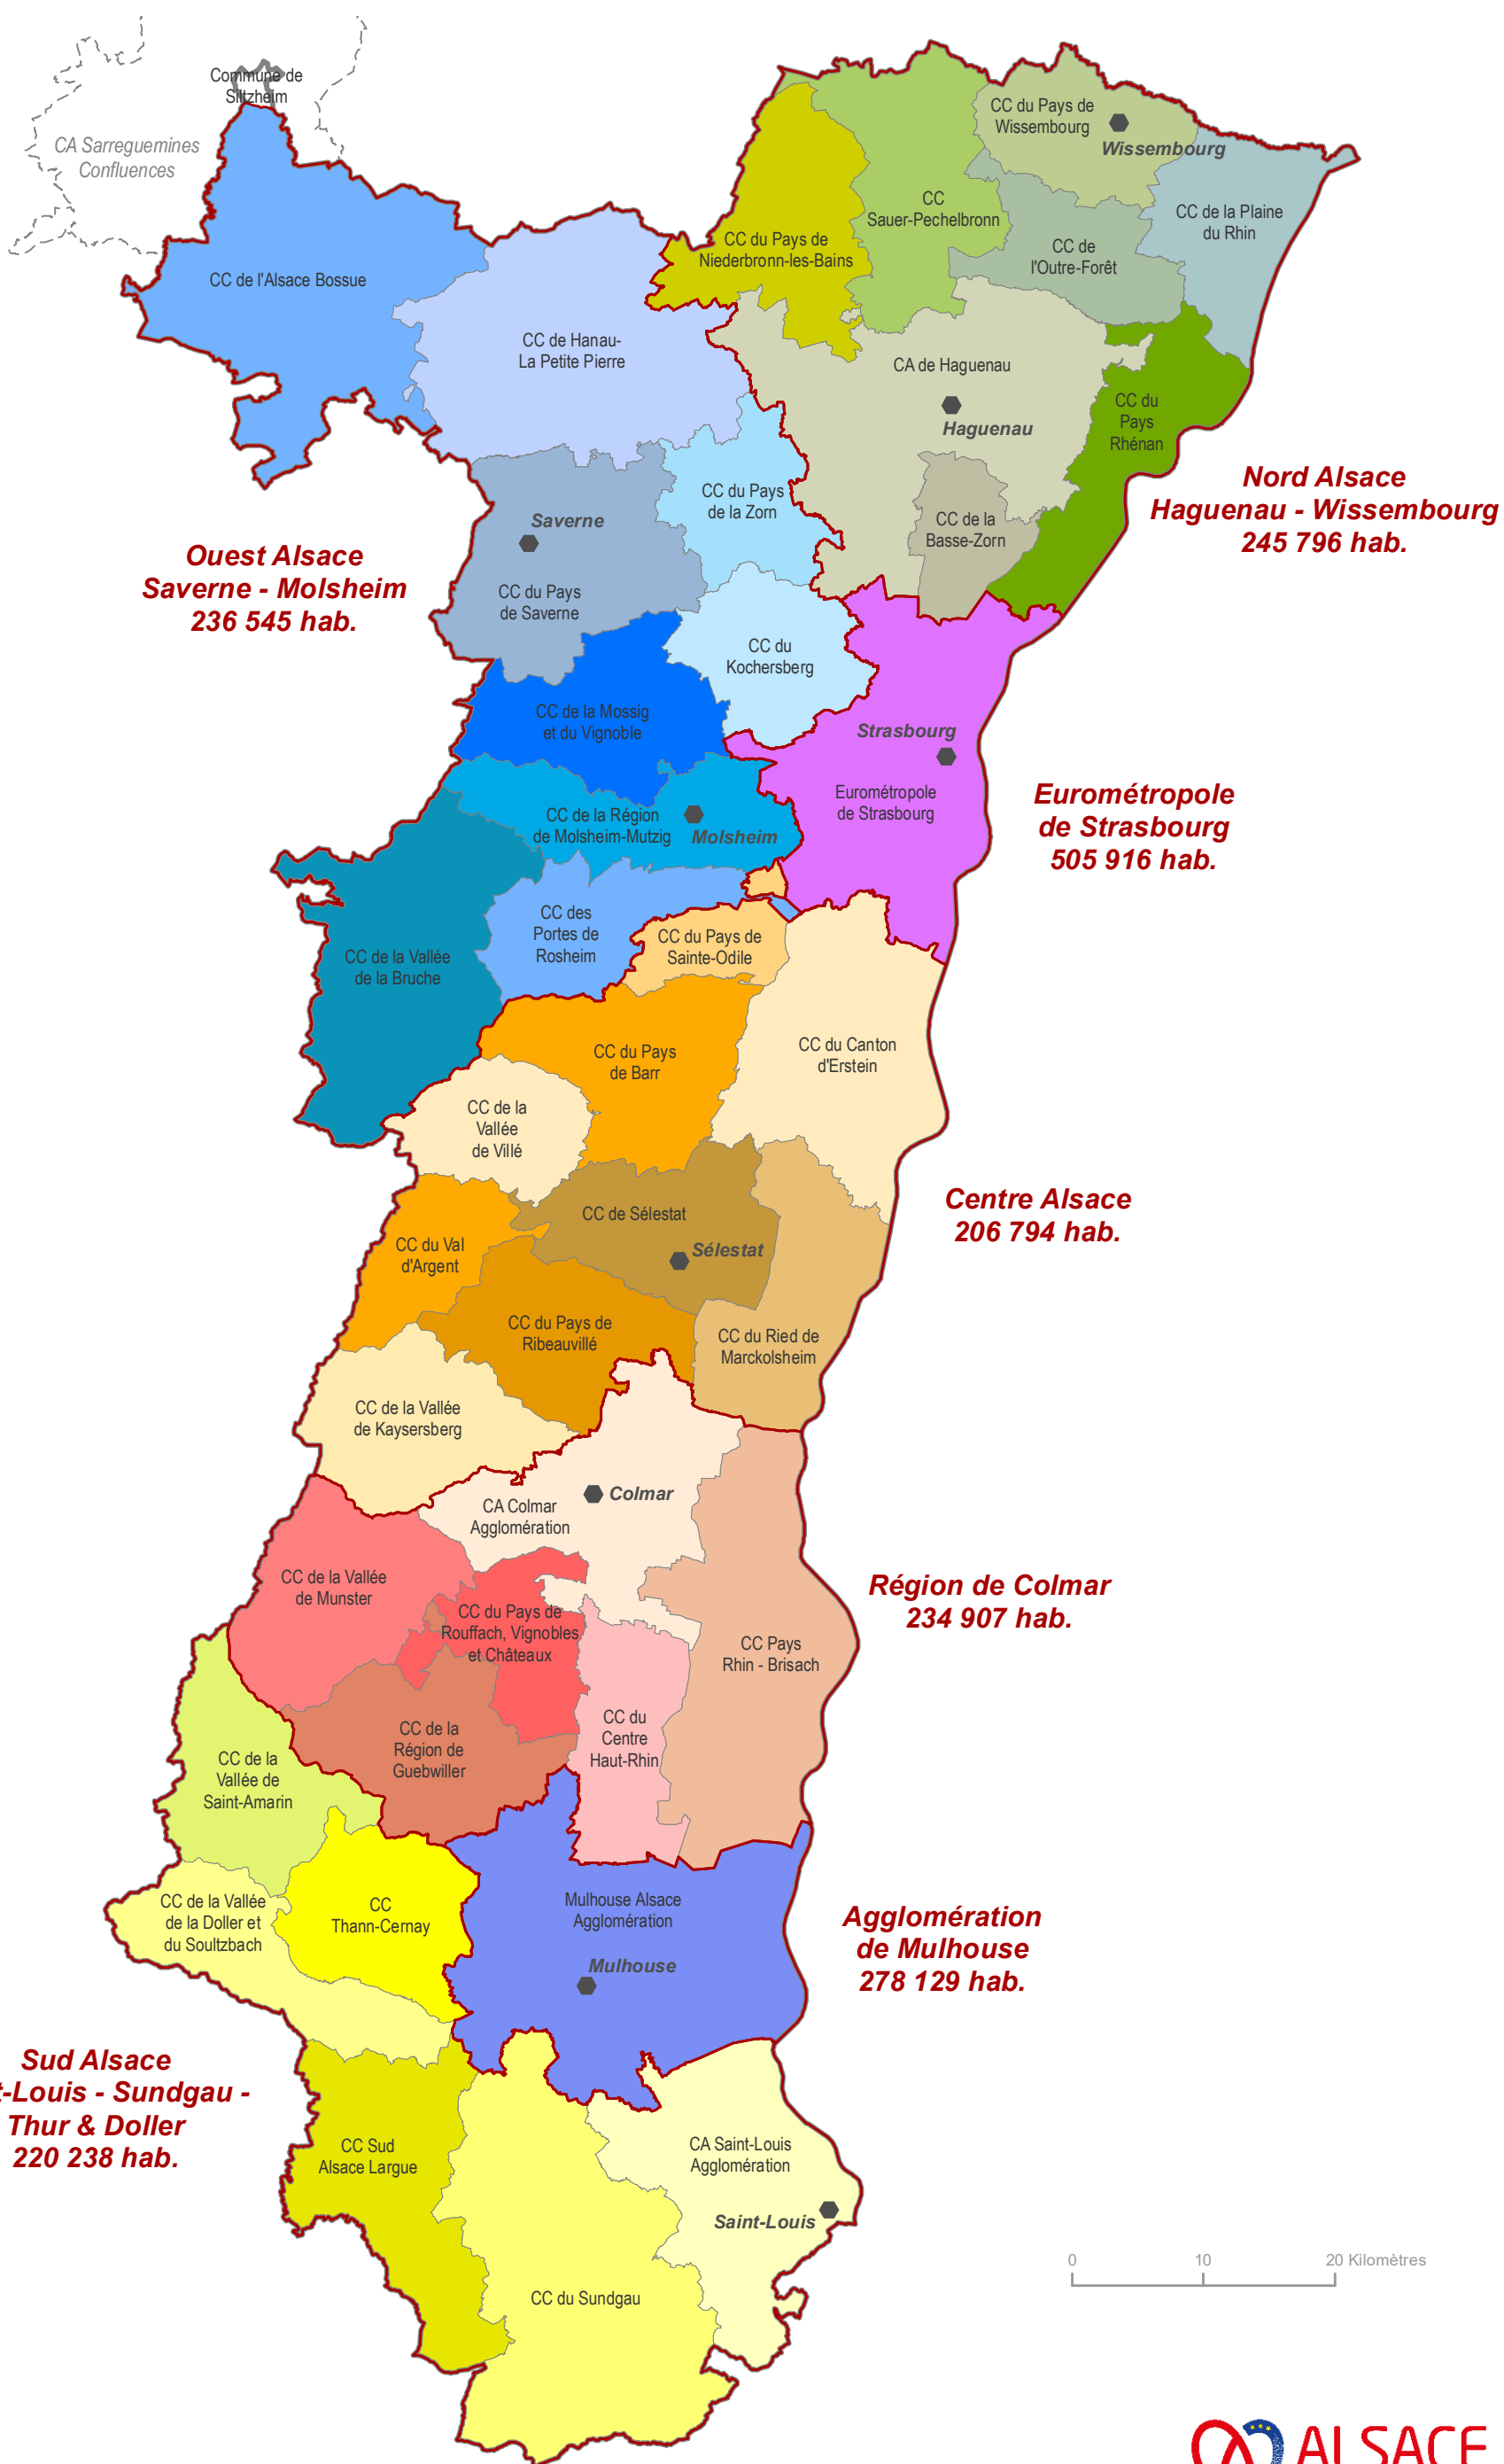 Commune de
Siltzheim
CA Sarreguemines
Confluences
CC du Pays de
Wissembourg
Wissembourg
CC
Sauer-Pechelbronn
CC de la Plaine
du Rhin
CC du Pays de
Niederbronn-les-Bains
CC de
l'Outre-Forêt
CC de l'Alsace Bossue
CC de Hanau-
La Petite Pierre
CA de Haguenau
Haguenau
CC du
Pays
Rhénan
Nord Alsace
Haguenau - Wissembourg
245 796 hab.
CC du Pays
de la Zorn
CC de la
Basse-Zorn
Saverne
CC du Pays
de Saverne
Ouest Alsace
Saverne - Molsheim
236 545 hab.
CC du
Kochersberg
CC de la Mossig
et du Vignoble
Strasbourg
Eurométropole
de Strasbourg
Eurométropole
de Strasbourg
505 916 hab.
CC de la Région
de Molsheim-Mutzig
Molsheim
CC des
Portes de
Rosheim
CC du Pays de
Sainte-Odile
CC de la Vallée
de la Bruche
CC du Pays
de Barr
CC du Canton
d'Erstein
CC de la
Vallée
de Villé
CC de Sélestat
Sélestat
Centre Alsace
206 794 hab.
CC du Val
d'Argent
CC du Pays de
Ribeauvillé
CC du Ried de
Marckolsheim
CC de la Vallée
de Kaysersberg
Colmar
CA Colmar
Agglomération
CC de la Vallée
de Munster
Région de Colmar
234 907 hab.
CC du Pays de
Rouffach, Vignobles
et Châteaux
CC Pays
Rhin - Brisach
CC du
Centre
Haut-Rhin
CC de la
Région de
Guebwiller
CC de la
Vallée de
Saint-Amarin
CC de la Vallée
de la Doller et
du Soultzbach
CC
Thann-Cernay
Mulhouse Alsace
Agglomération
Mulhouse
Agglomération
de Mulhouse
278 129 hab.
Sud Alsace
t-Louis - Sundgau -
Thur & Doller
220 238 hab.
CC Sud
Alsace Largue
CA Saint-Louis
Agglomération
Saint-Louis
CC du Sundgau
0 10 20 Kilomètres
ALSACE